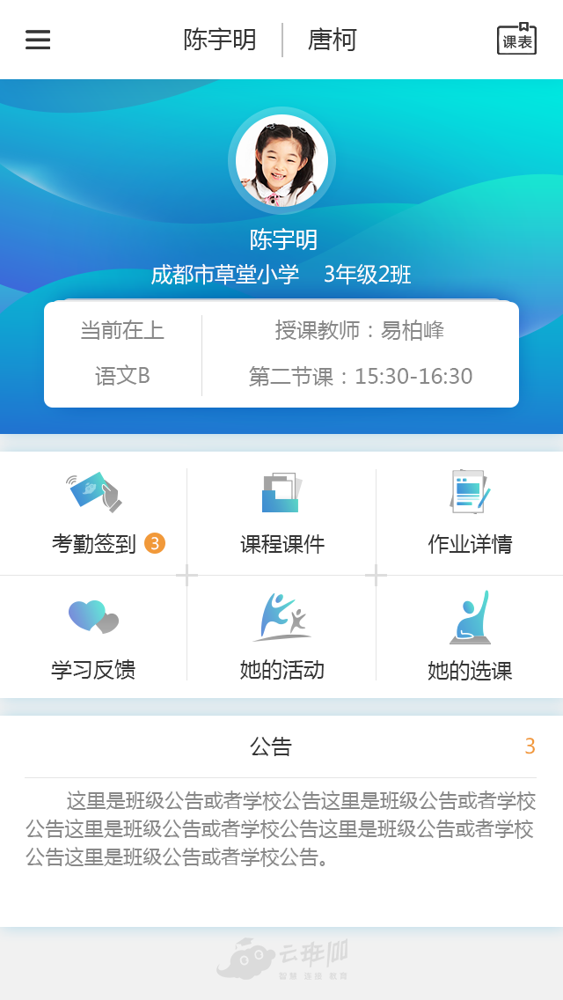 陈宇明 唐柯 课表
陈宇明
成都市草堂小学 3年级2班
当前在上 授课教师：易柏峰
语文B 第二节课：15:30-16:30
考勤签到 3 课程课件 作业详情
学习反馈 她的活动 她的选课
公告 3
这里是班级公告或者学校公告这里是班级公告或者学校
公告这里是班级公告或者学校公告这里是班级公告或者学校
公告这里是班级公告或者学校公告。
智慧 连接 教育